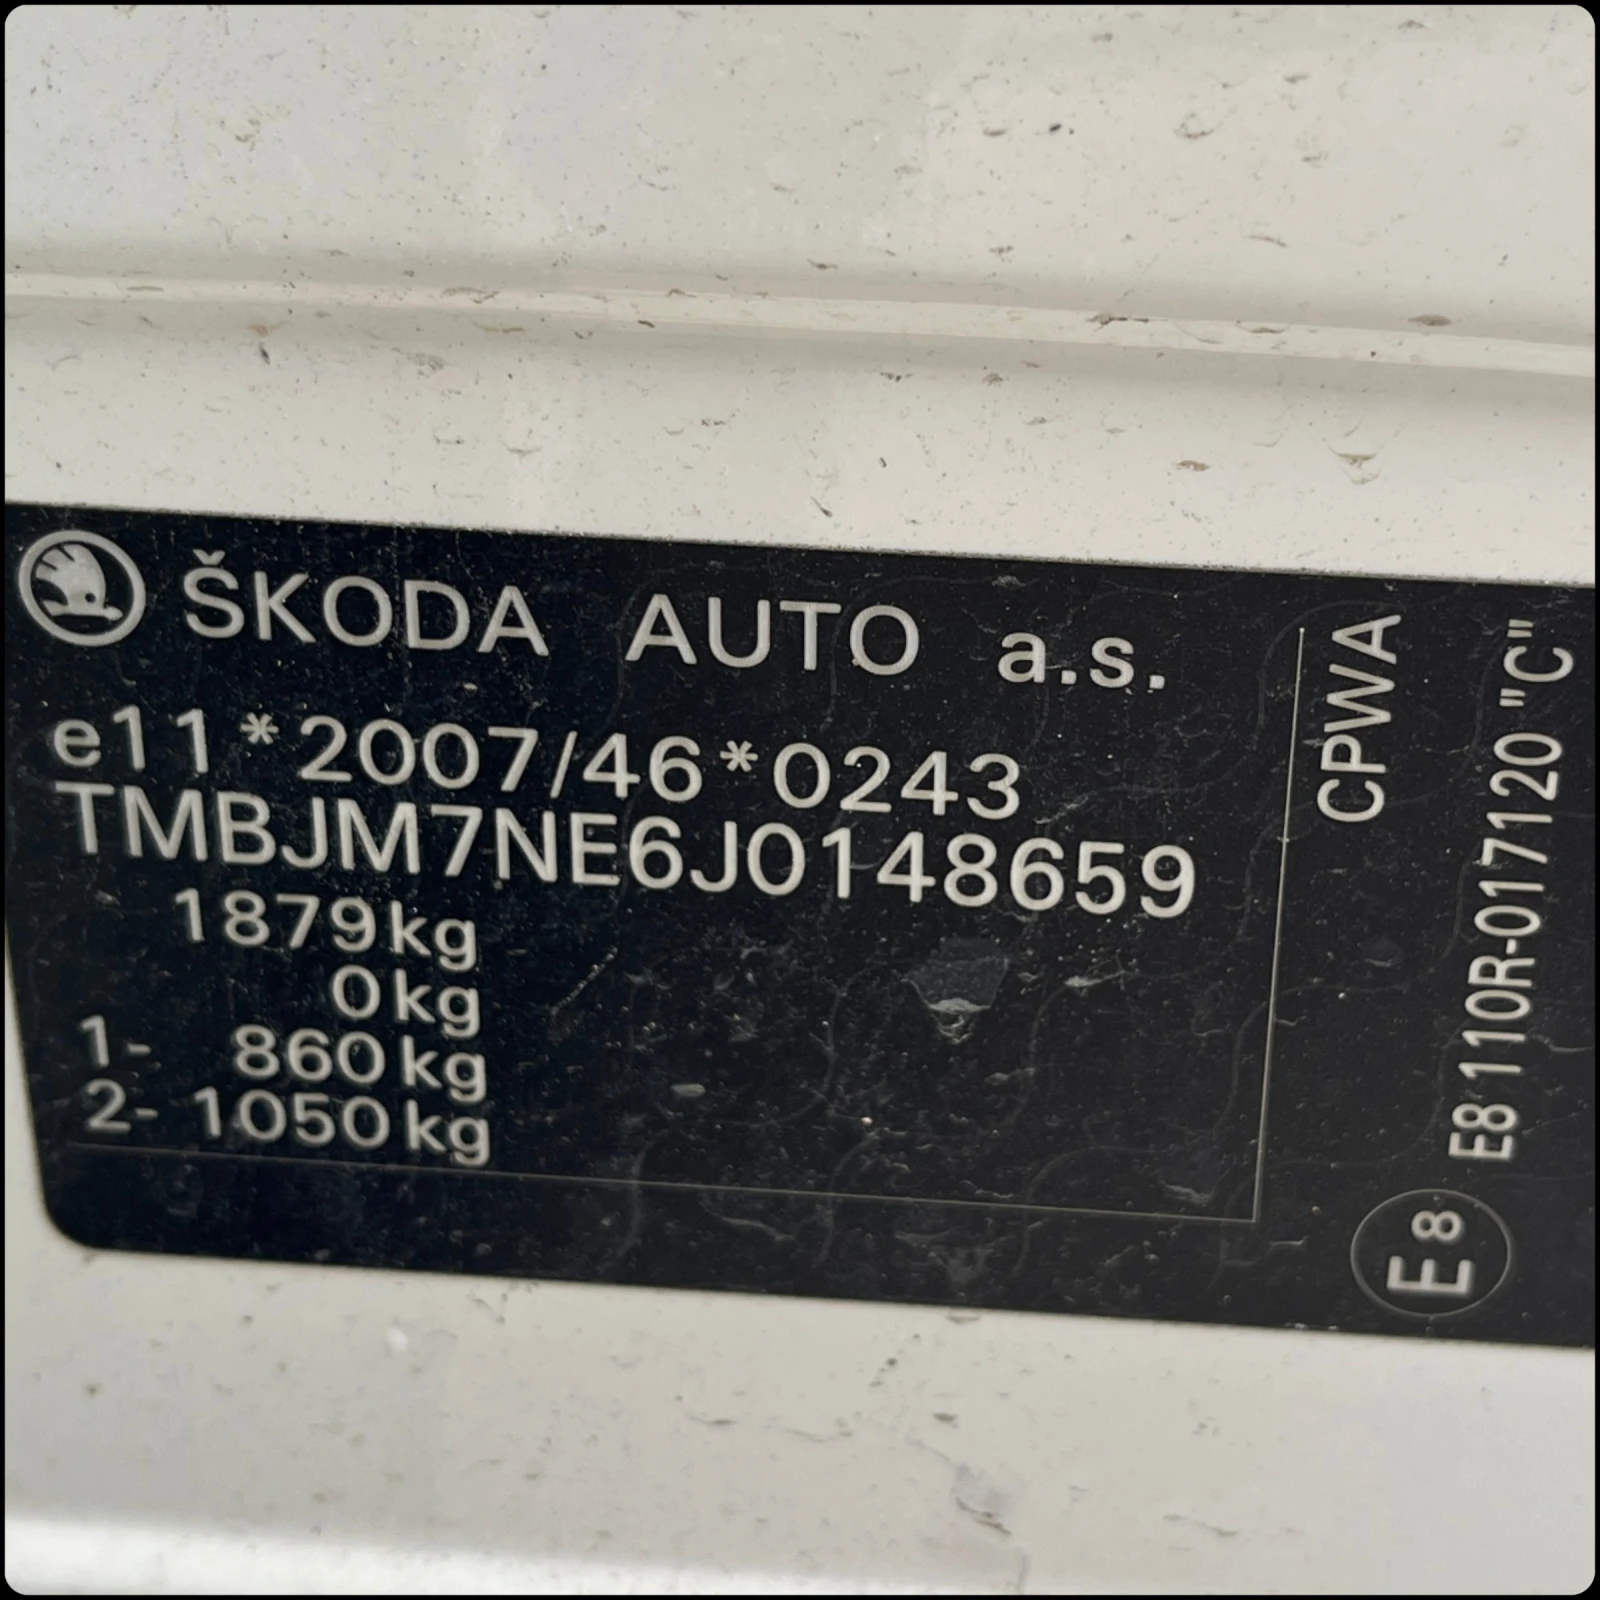 ŠKODA AUTO a.s.
e11*2007/46*0243
TMBJM7NE6J0148659
1879kg
0kg
1- 860kg
2- 1050kg
CPWA
E8 110R-017120 "C"
E8